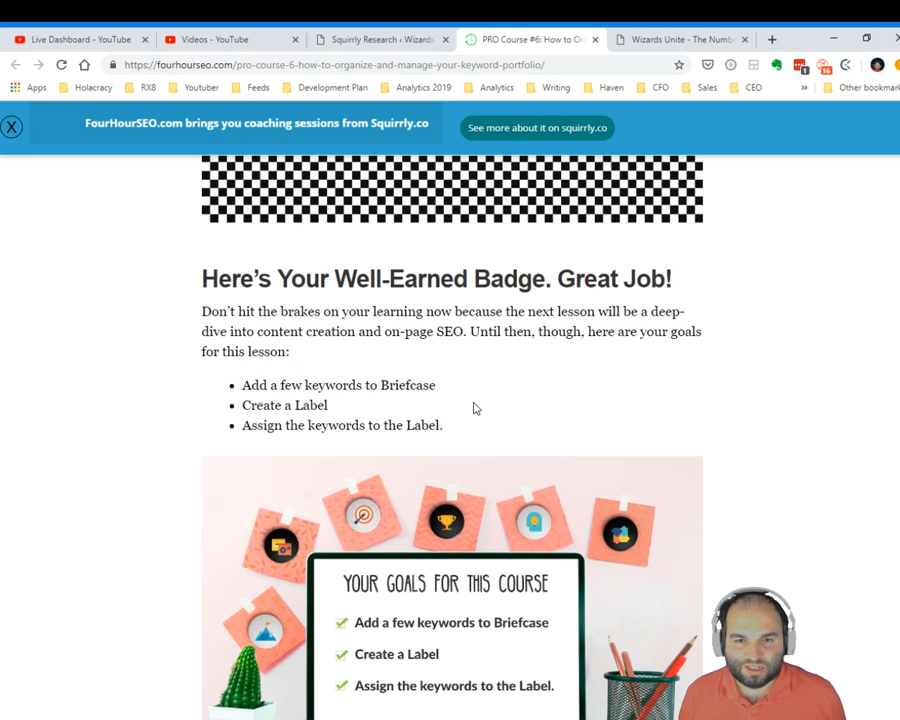 Live Dashboard - YouTube
Videos - YouTube
Squirrly Research ‹ Wizards
PRO Course #6: How to Or
Wizards Unite - The Numb
https://fourhourseo.com/pro-course-6-how-to-organize-and-manage-your-keyword-portfolio/
16
Apps
Holacracy
RX8
Youtuber
Feeds
Development Plan
Analytics 2019
Analytics
Writing
Haven
CFO
Sales
CEO
»
Other bookmar
X
FourHourSEO.com brings you coaching sessions from Squirrly.co
See more about it on squirrly.co
Here's Your Well-Earned Badge. Great Job!
Don't hit the brakes on your learning now because the next lesson will be a deep-
dive into content creation and on-page SEO. Until then, though, here are your goals
for this lesson:
• Add a few keywords to Briefcase
• Create a Label
• Assign the keywords to the Label.
YOUR GOALS FOR THIS COURSE
Add a few keywords to Briefcase
Create a Label
Assign the keywords to the Label.